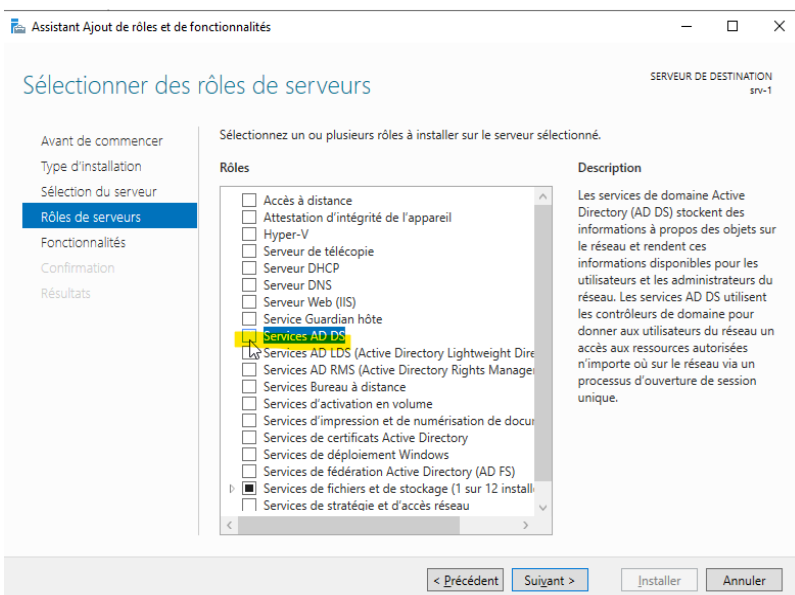 Assistant Ajout de rôles et de fonctionnalités
Sélectionner des rôles de serveurs
SERVEUR DE DESTINATION
srv-1
Avant de commencer
Type d'installation
Sélection du serveur
Rôles de serveurs
Fonctionnalités
Confirmation
Résultats
Sélectionnez un ou plusieurs rôles à installer sur le serveur sélectionné.
Rôles
Accès à distance
Attestation d'intégrité de l'appareil
Hyper-V
Serveur de télécopie
Serveur DHCP
Serveur DNS
Serveur Web (IIS)
Service Guardian hôte
Services AD DS
Services AD LDS (Active Directory Lightweight Dire
Services AD RMS (Active Directory Rights Manage
Services Bureau à distance
Services d'activation en volume
Services d'impression et de numérisation de docu
Services de certificats Active Directory
Services de déploiement Windows
Services de fédération Active Directory (AD FS)
Services de fichiers et de stockage (1 sur 12 install
Services de stratégie et d'accès réseau
Description
Les services de domaine Active
Directory (AD DS) stockent des
informations à propos des objets sur
le réseau et rendent ces
informations disponibles pour les
utilisateurs et les administrateurs du
réseau. Les services AD DS utilisent
les contrôleurs de domaine pour
donner aux utilisateurs du réseau un
accès aux ressources autorisées
n'importe où sur le réseau via un
processus d'ouverture de session
unique.
< Précédent
Suivant >
Installer
Annuler